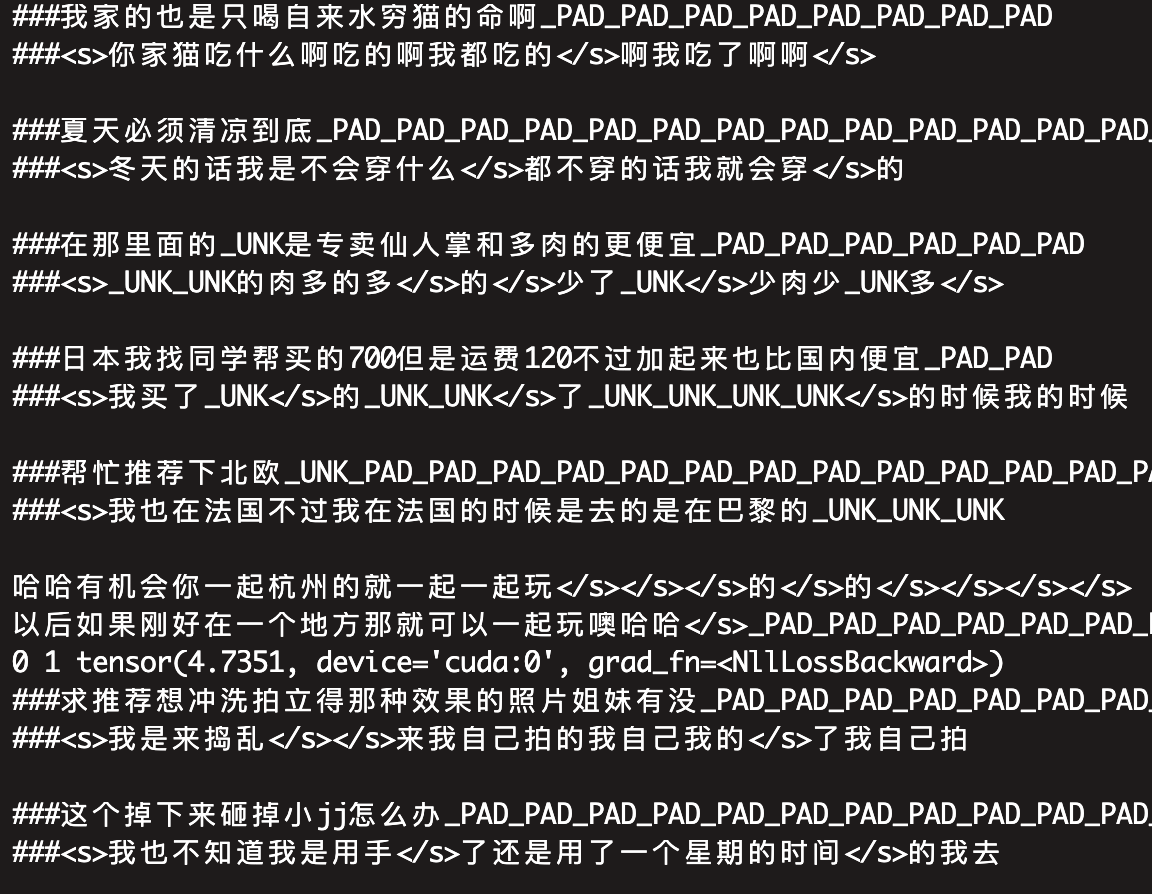 ###我家的也是只喝自来水穷猫的命啊_PAD_PAD_PAD_PAD_PAD_PAD_PAD_PAD
###<s>你家猫吃什么啊吃的啊我都吃的</s>啊我吃了啊啊</s>
###夏天必须清凉到底_PAD_PAD_PAD_PAD_PAD_PAD_PAD_PAD_PAD_PAD_PAD_PAD_PAD_
###<s>冬天的话我是不会穿什么</s>都不穿的话我就会穿</s>的
###在那里面的_UNK是专卖仙人掌和多肉的更便宜_PAD_PAD_PAD_PAD_PAD_PAD
###<s>_UNK_UNK的肉多的多</s>的</s>少了_UNK</s>少肉少_UNK多</s>
###日本我找同学帮买的700但是运费120不过加起来也比国内便宜_PAD_PAD
###<s>我买了_UNK</s>的_UNK_UNK</s>了_UNK_UNK_UNK_UNK</s>的时候我的时候
###帮忙推荐下北欧_UNK_PAD_PAD_PAD_PAD_PAD_PAD_PAD_PAD_PAD_PAD_PAD_PAD_PA
###<s>我也在法国不过我在法国的时候是去的是在巴黎的_UNK_UNK_UNK
哈哈有机会你一起杭州的就一起一起玩</s></s></s>的</s>的</s></s></s></s>
以后如果刚好在一个地方那就可以一起玩噢哈哈</s>_PAD_PAD_PAD_PAD_PAD_PAD_
0 1 tensor(4.7351, device='cuda:0', grad_fn=<NllLossBackward>)
###求推荐想冲洗拍立得那种效果的照片姐妹有没_PAD_PAD_PAD_PAD_PAD_PAD_PAD_
###<s>我是来捣乱</s></s>来我自己拍的我自己我的</s>了我自己拍
###这个掉下来砸掉小jj怎么办_PAD_PAD_PAD_PAD_PAD_PAD_PAD_PAD_PAD_PAD_PAD_
###<s>我也不知道我是用手</s>了还是用了一个星期的时间</s>的我去